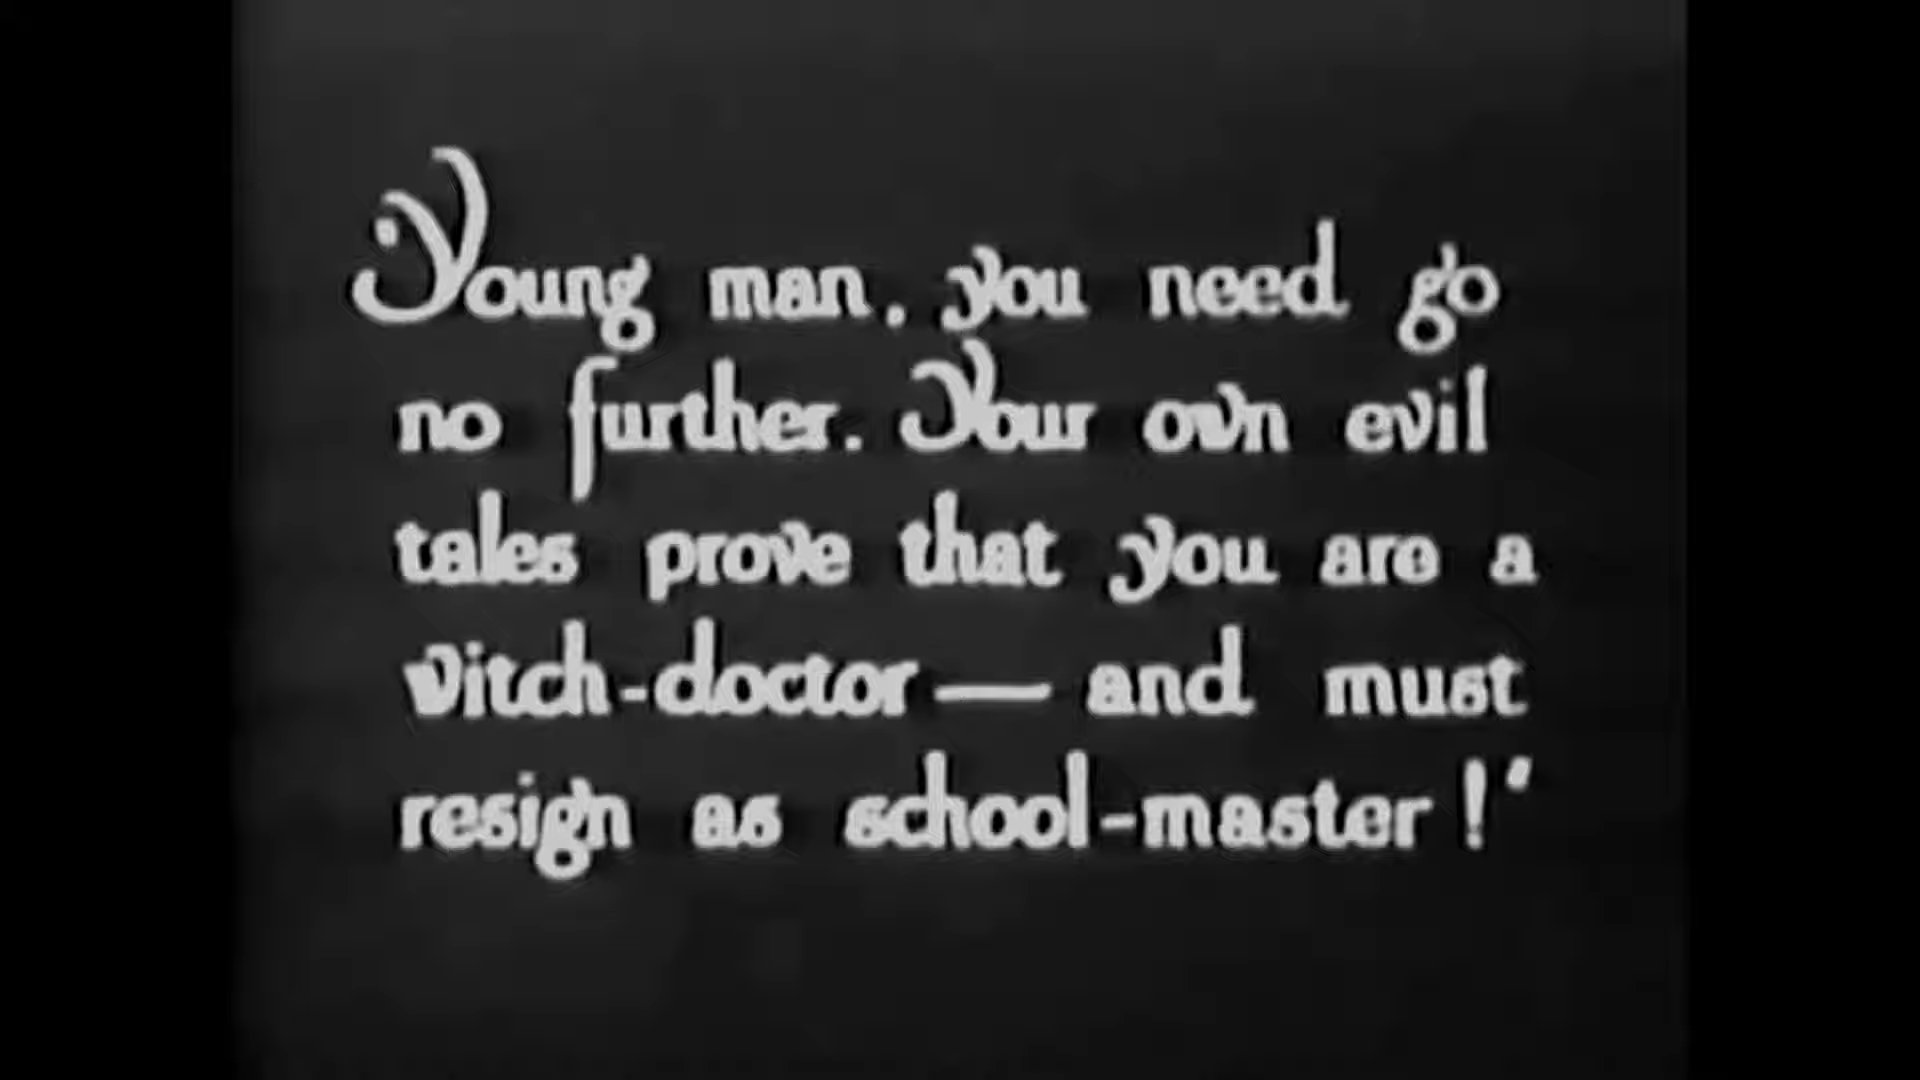 Young man, you need go
no further. Your own evil
tales prove that you are a
witch-doctor — and must
resign as school-master!'